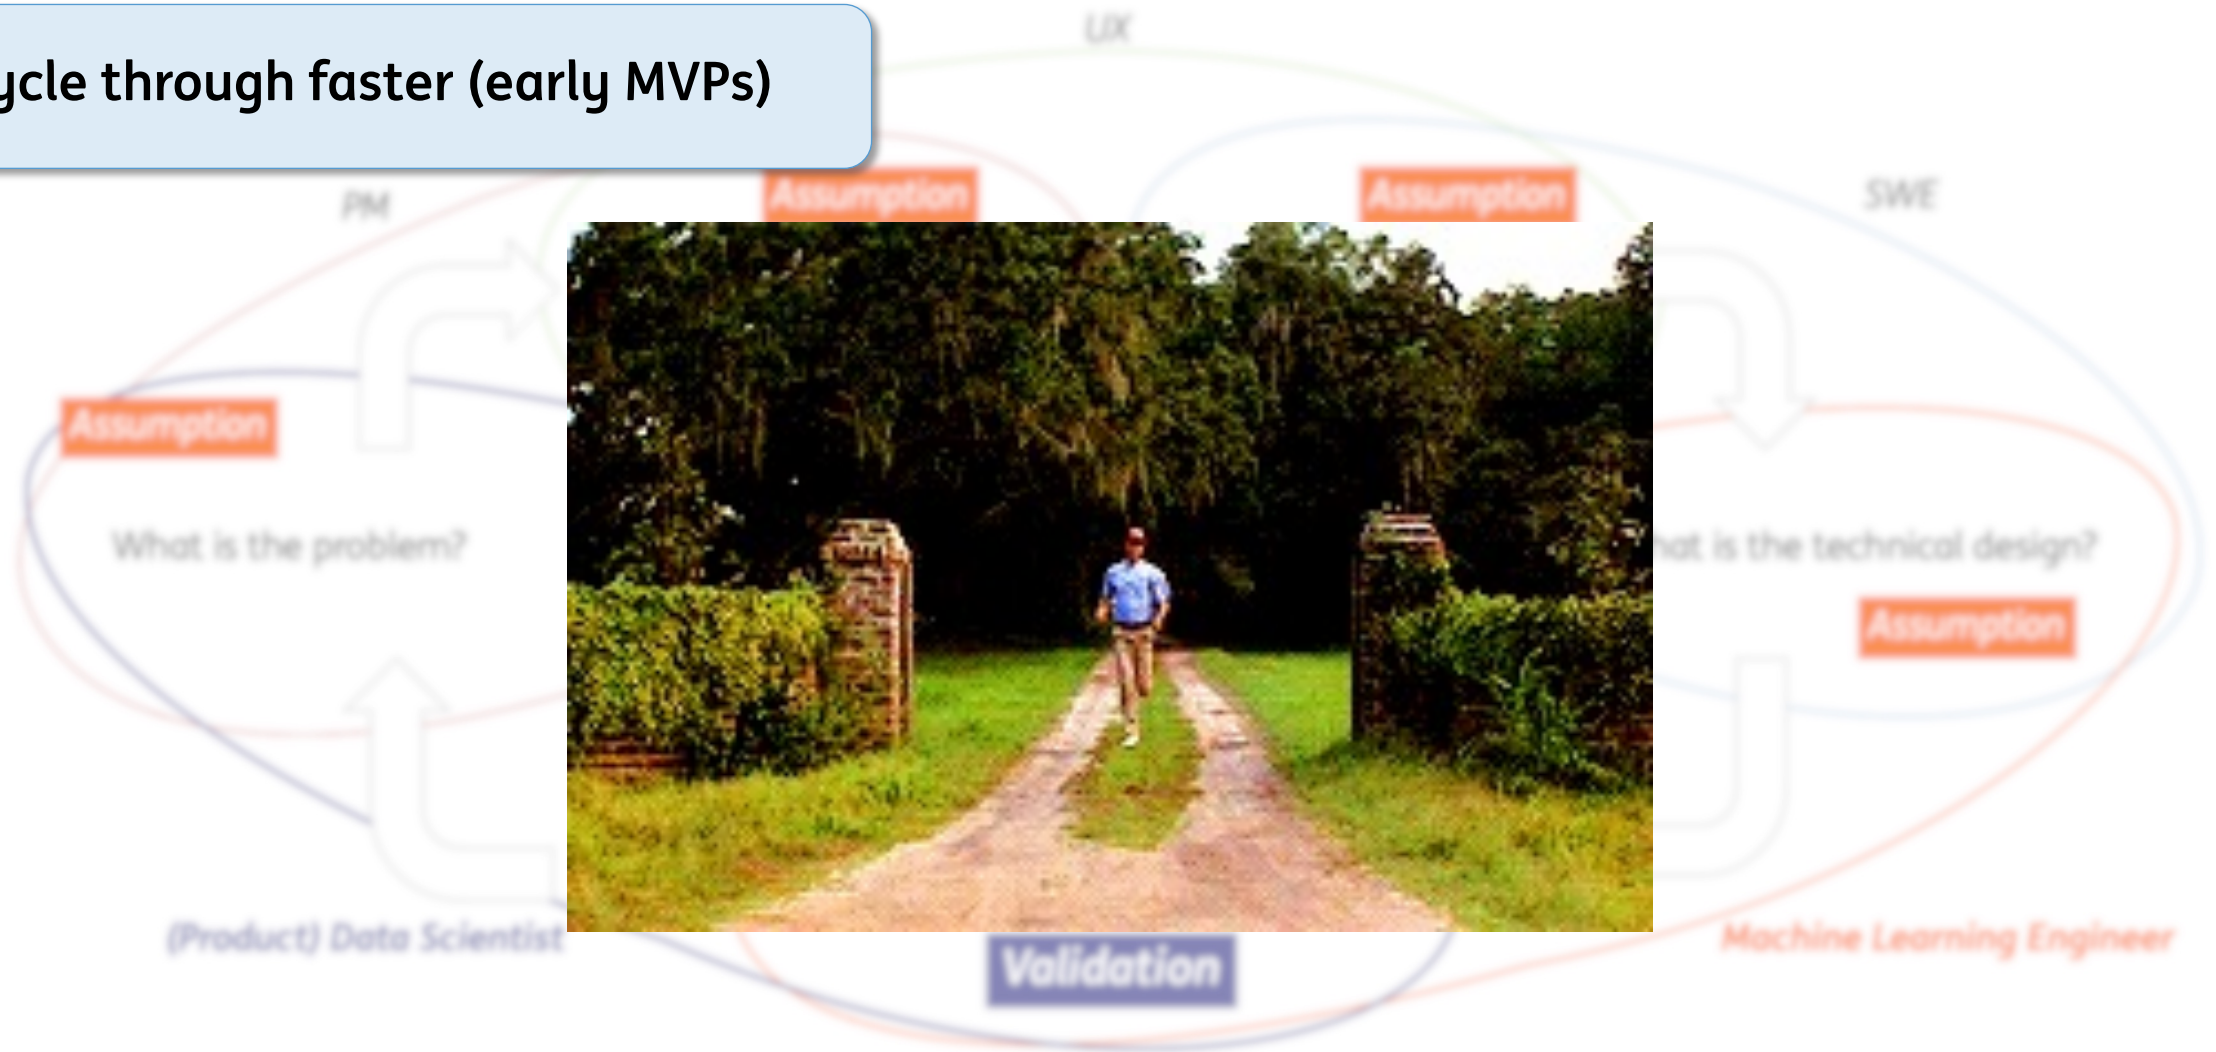 UX
ycle through faster (early MVPs)
PM
Assumption
Assumption
SWE
Assumption
What is the problem?
hat is the technical design?
Assumption
(Product) Data Scientist
Machine Learning Engineer
Validation